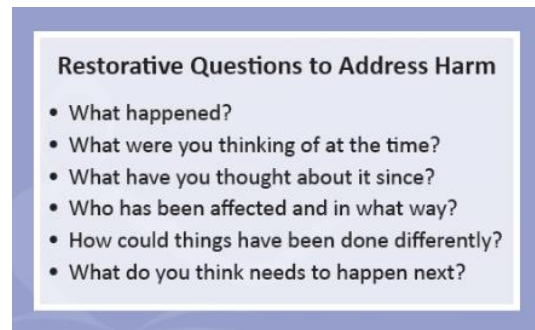 Restorative Questions to Address Harm
• What happened?
• What were you thinking of at the time?
• What have you thought about it since?
• Who has been affected and in what way?
• How could things have been done differently?
• What do you think needs to happen next?